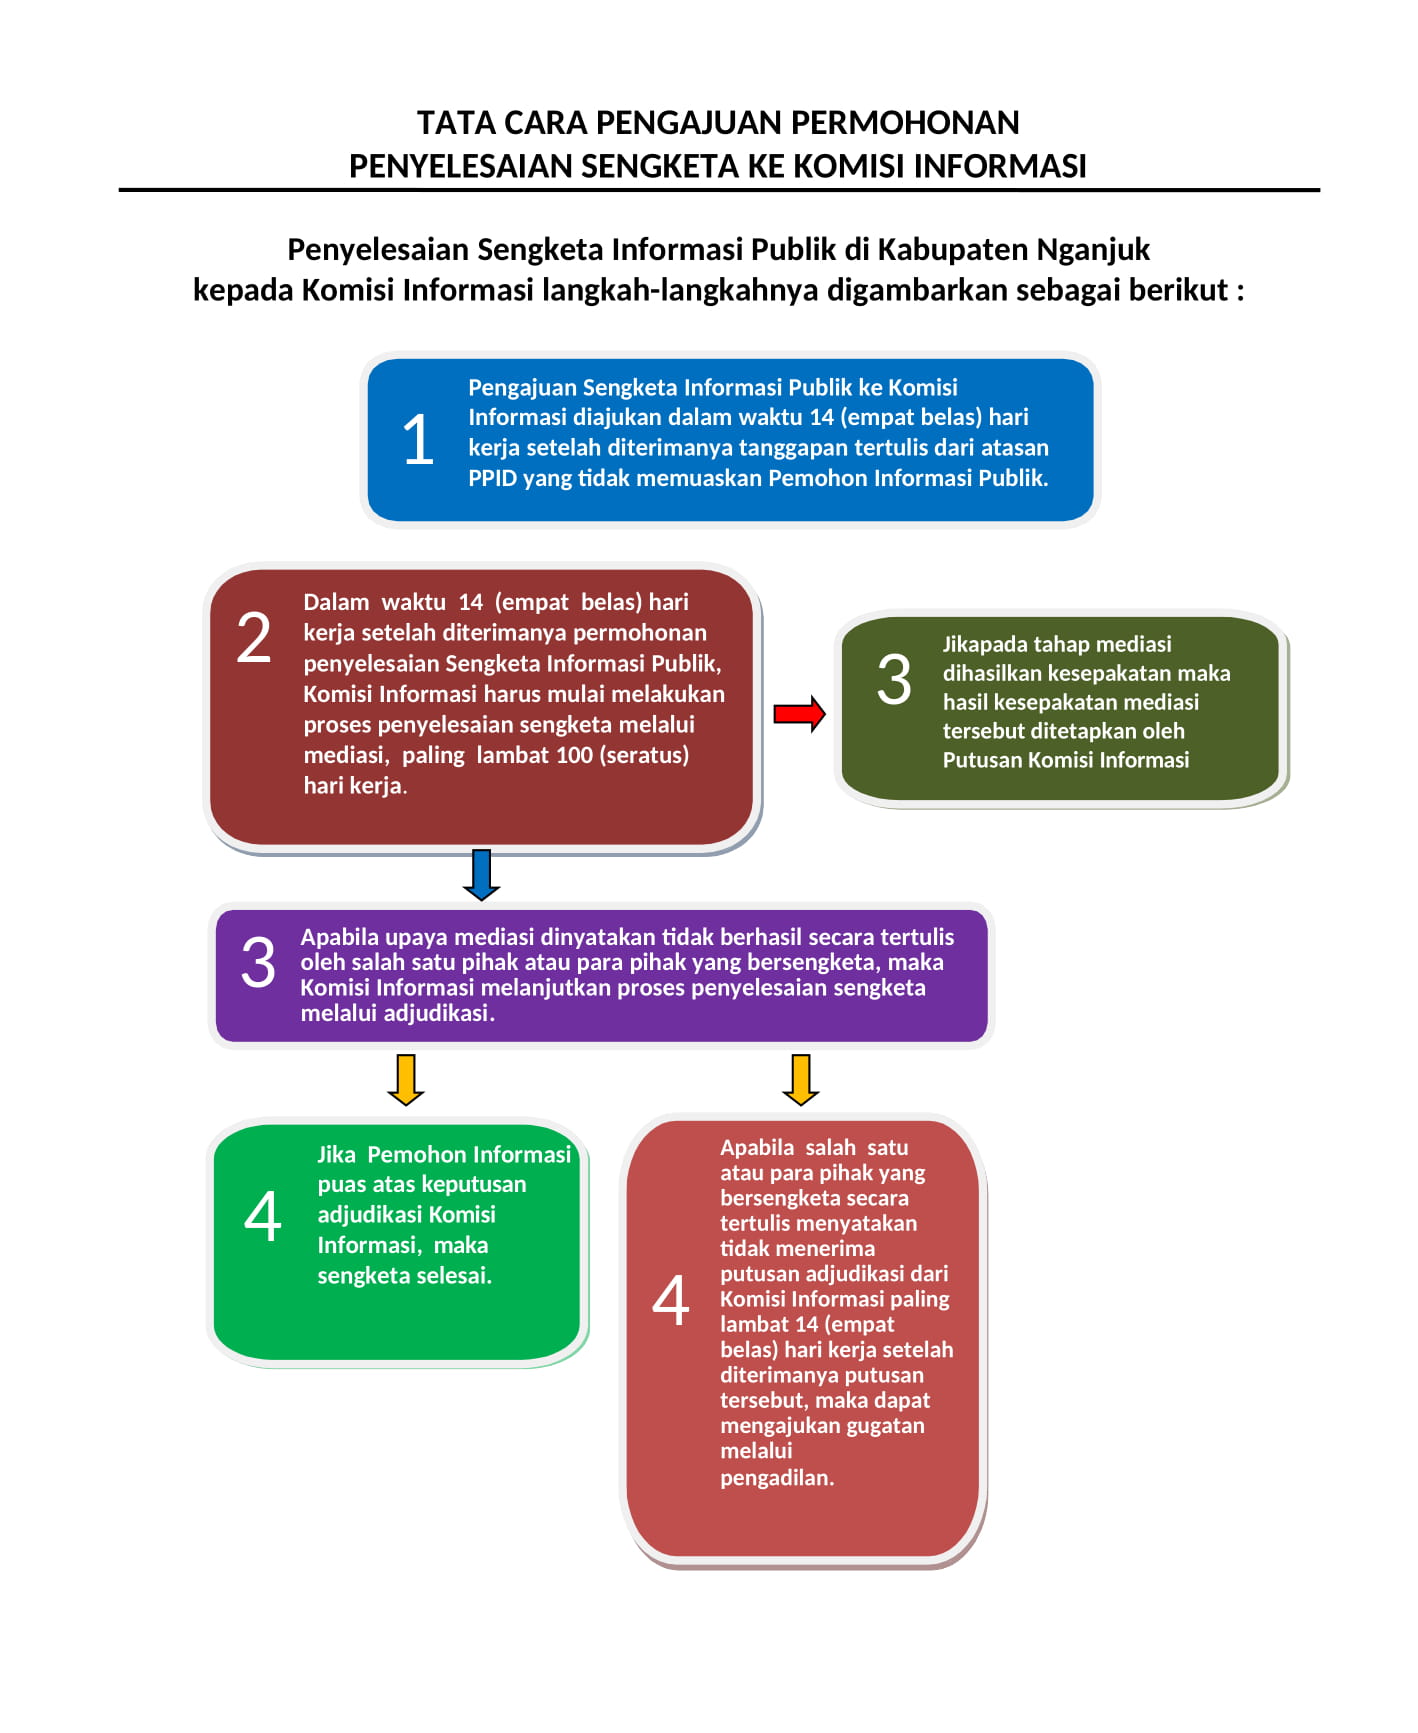 TATA CARA PENGAJUAN PERMOHONAN
PENYELESAIAN SENGKETA KE KOMISI INFORMASI
Penyelesaian Sengketa Informasi Publik di Kabupaten Nganjuk
kepada Komisi Informasi langkah-langkahnya digambarkan sebagai berikut :
1
Pengajuan Sengketa Informasi Publik ke Komisi
Informasi diajukan dalam waktu 14 (empat belas) hari
kerja setelah diterimanya tanggapan tertulis dari atasan
PPID yang tidak memuaskan Pemohon Informasi Publik.
2
Dalam waktu 14 (empat belas) hari
kerja setelah diterimanya permohonan
penyelesaian Sengketa Informasi Publik,
Komisi Informasi harus mulai melakukan
proses penyelesaian sengketa melalui
mediasi, paling lambat 100 (seratus)
hari kerja.
3
Jikapada tahap mediasi
dihasilkan kesepakatan maka
hasil kesepakatan mediasi
tersebut ditetapkan oleh
Putusan Komisi Informasi
3
Apabila upaya mediasi dinyatakan tidak berhasil secara tertulis
oleh salah satu pihak atau para pihak yang bersengketa, maka
Komisi Informasi melanjutkan proses penyelesaian sengketa
melalui adjudikasi.
4
Jika Pemohon Informasi
puas atas keputusan
adjudikasi Komisi
Informasi, maka
sengketa selesai.
4
Apabila salah satu
atau para pihak yang
bersengketa secara
tertulis menyatakan
tidak menerima
putusan adjudikasi dari
Komisi Informasi paling
lambat 14 (empat
belas) hari kerja setelah
diterimanya putusan
tersebut, maka dapat
mengajukan gugatan
melalui
pengadilan.